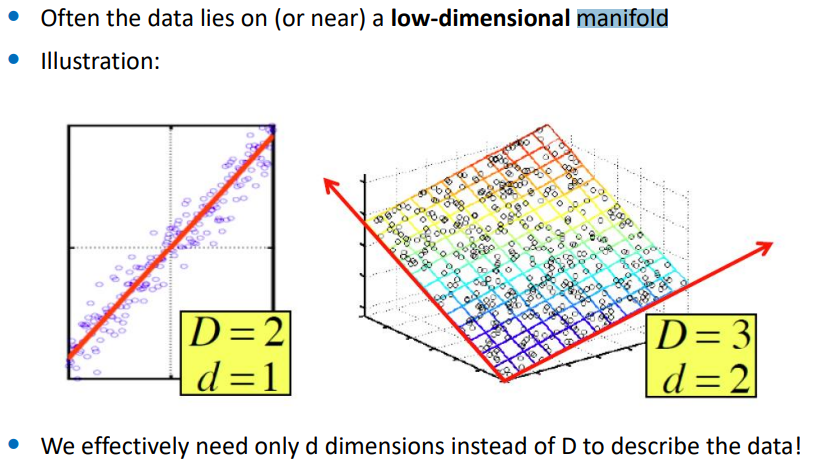 Often the data lies on (or near) a low-dimensional manifold
Illustration:
D = 2
d = 1
D = 3
d = 2
We effectively need only d dimensions instead of D to describe the data!